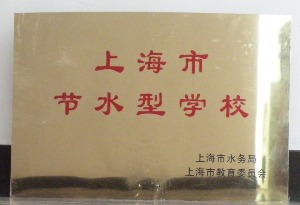 上海市
节水型学校
上海市水务局
上海市教育委员会